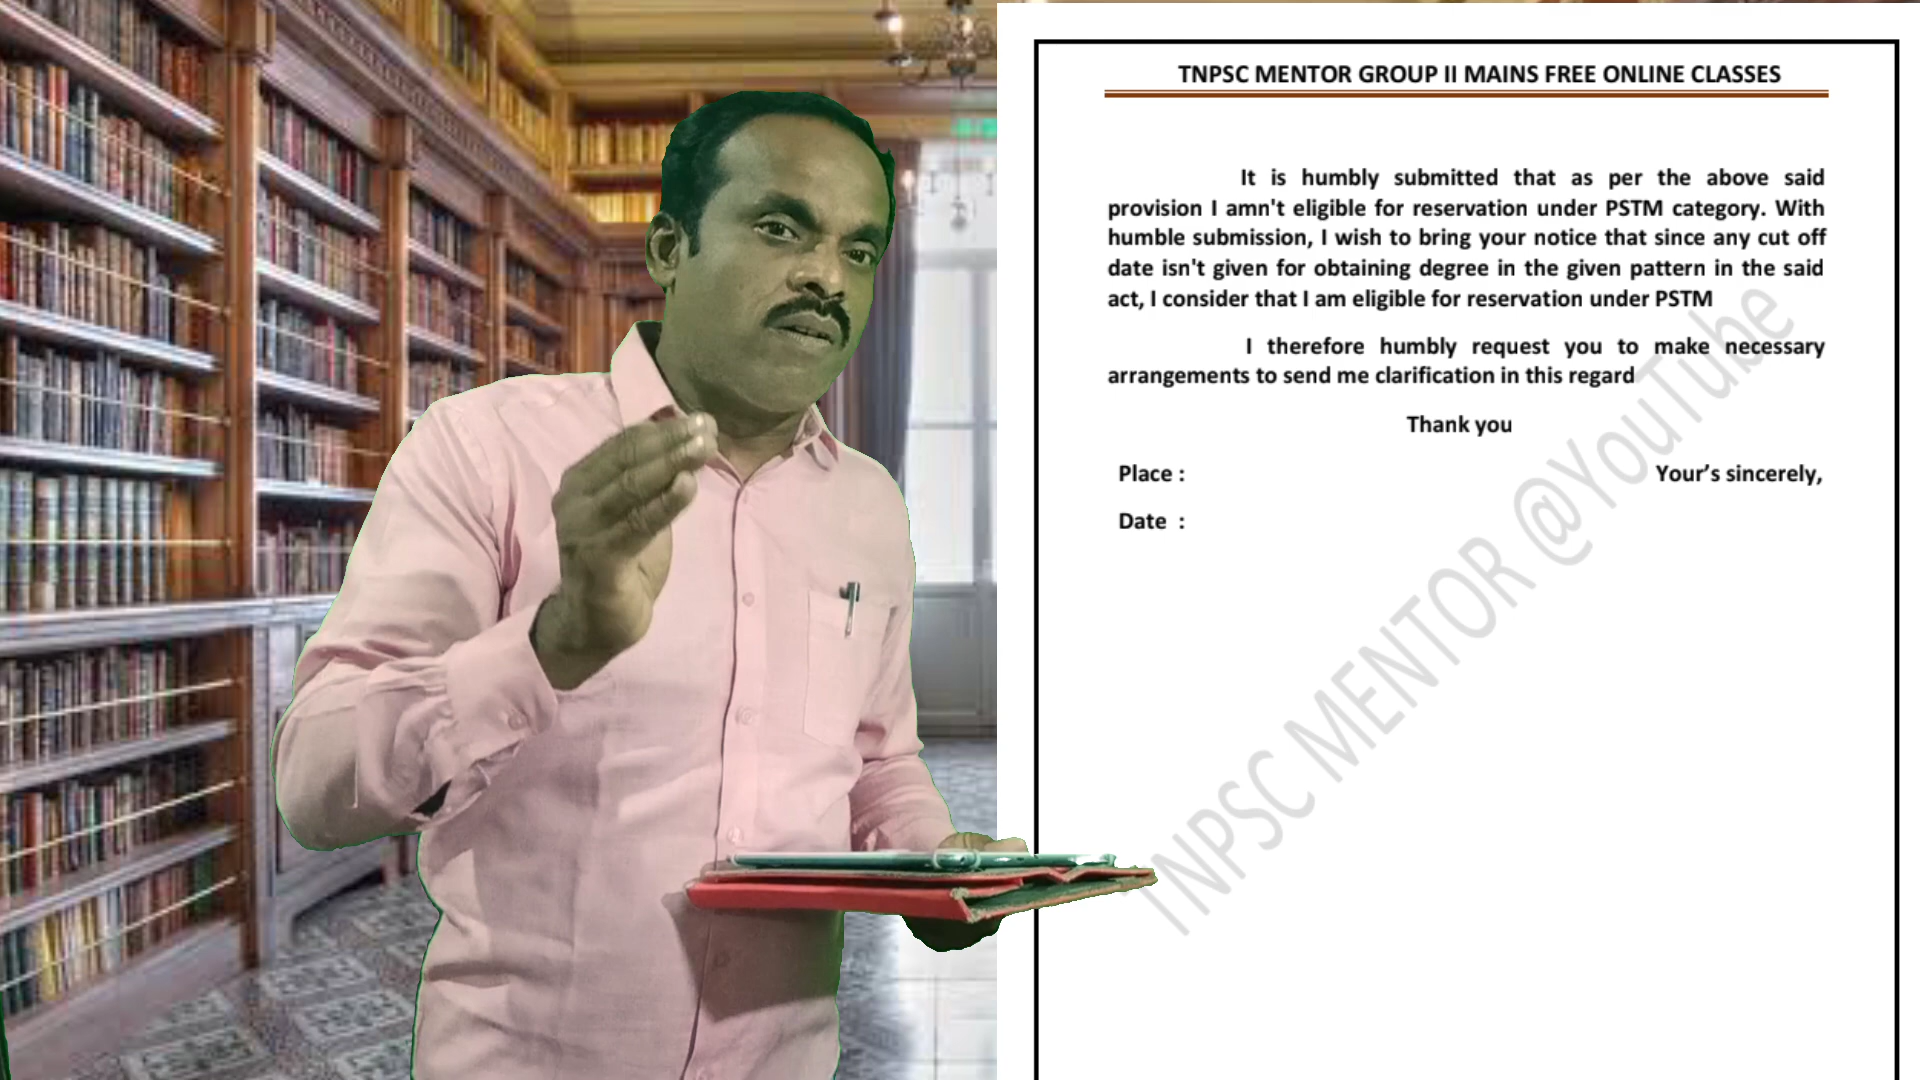 TNPSC MENTOR GROUP II MAINS FREE ONLINE CLASSES
It is humbly submitted that as per the above said
provision I amn't eligible for reservation under PSTM category. With
humble submission, I wish to bring your notice that since any cut off
date isn't given for obtaining degree in the given pattern in the said
act, I consider that I am eligible for reservation under PSTM
I therefore humbly request you to make necessary
arrangements to send me clarification in this regard
Thank you
Place : Your’s sincerely,
Date :
TNPSC MENTOR @YouTube